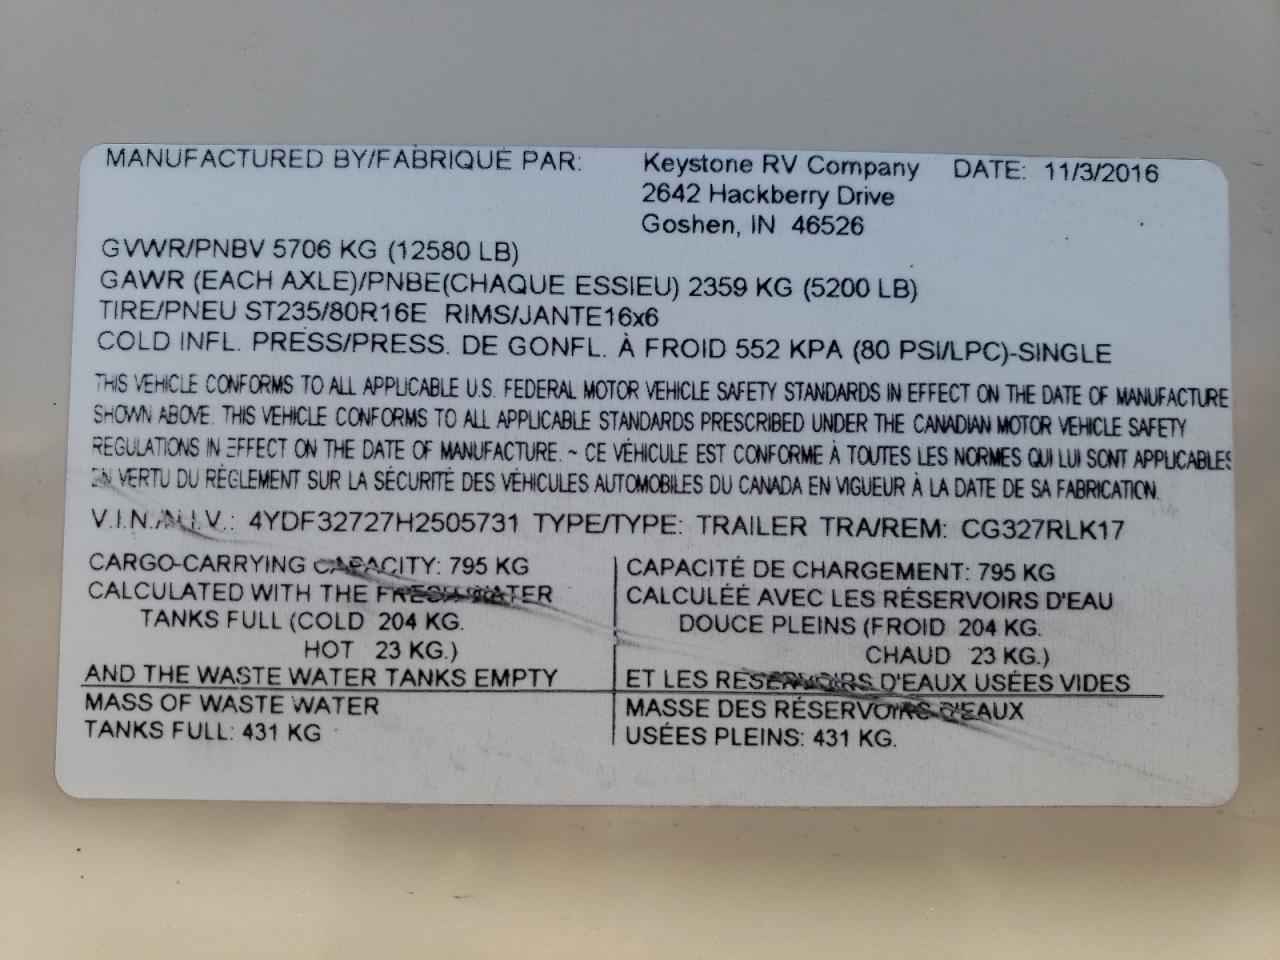 MANUFACTURED BY/FABRIQUÉ PAR: Keystone RV Company DATE: 11/3/2016
2642 Hackberry Drive
Goshen, IN 46526
GVWR/PNBV 5706 KG (12580 LB)
GAWR (EACH AXLE)/PNBE(CHAQUE ESSIEU) 2359 KG (5200 LB)
TIRE/PNEU ST235/80R16E RIMS/JANTE16x6
COLD INFL. PRESS/PRESS. DE GONFL. À FROID 552 KPA (80 PSI/LPC)-SINGLE
THIS VEHICLE CONFORMS TO ALL APPLICABLE U.S. FEDERAL MOTOR VEHICLE SAFETY STANDARDS IN EFFECT ON THE DATE OF MANUFACTURE
SHOWN ABOVE. THIS VEHICLE CONFORMS TO ALL APPLICABLE STANDARDS PRESCRIBED UNDER THE CANADIAN MOTOR VEHICLE SAFETY
REGULATIONS IN EFFECT ON THE DATE OF MANUFACTURE. ~ CE VÉHICULE EST CONFORME À TOUTES LES NORMES QUI LUI SONT APPLICABLES
EN VERTU DU RÈGLEMENT SUR LA SÉCURITÉ DES VÉHICULES AUTOMOBILES DU CANADA EN VIGUEUR À LA DATE DE SA FABRICATION.
V.I.N./N.I.V.: 4YDF32727H2505731 TYPE/TYPE: TRAILER TRA/REM: CG327RLK17
CARGO-CARRYING CAPACITY: 795 KG
CALCULATED WITH THE FRESH WATER
TANKS FULL (COLD 204 KG.
HOT 23 KG.)
AND THE WASTE WATER TANKS EMPTY
MASS OF WASTE WATER
TANKS FULL: 431 KG
CAPACITÉ DE CHARGEMENT: 795 KG
CALCULÉÉ AVEC LES RÉSERVOIRS D'EAU
DOUCE PLEINS (FROID 204 KG.
CHAUD 23 KG.)
ET LES RÉSERVOIRS D'EAUX USÉES VIDES
MASSE DES RÉSERVOIRS D'EAUX
USÉES PLEINS: 431 KG.